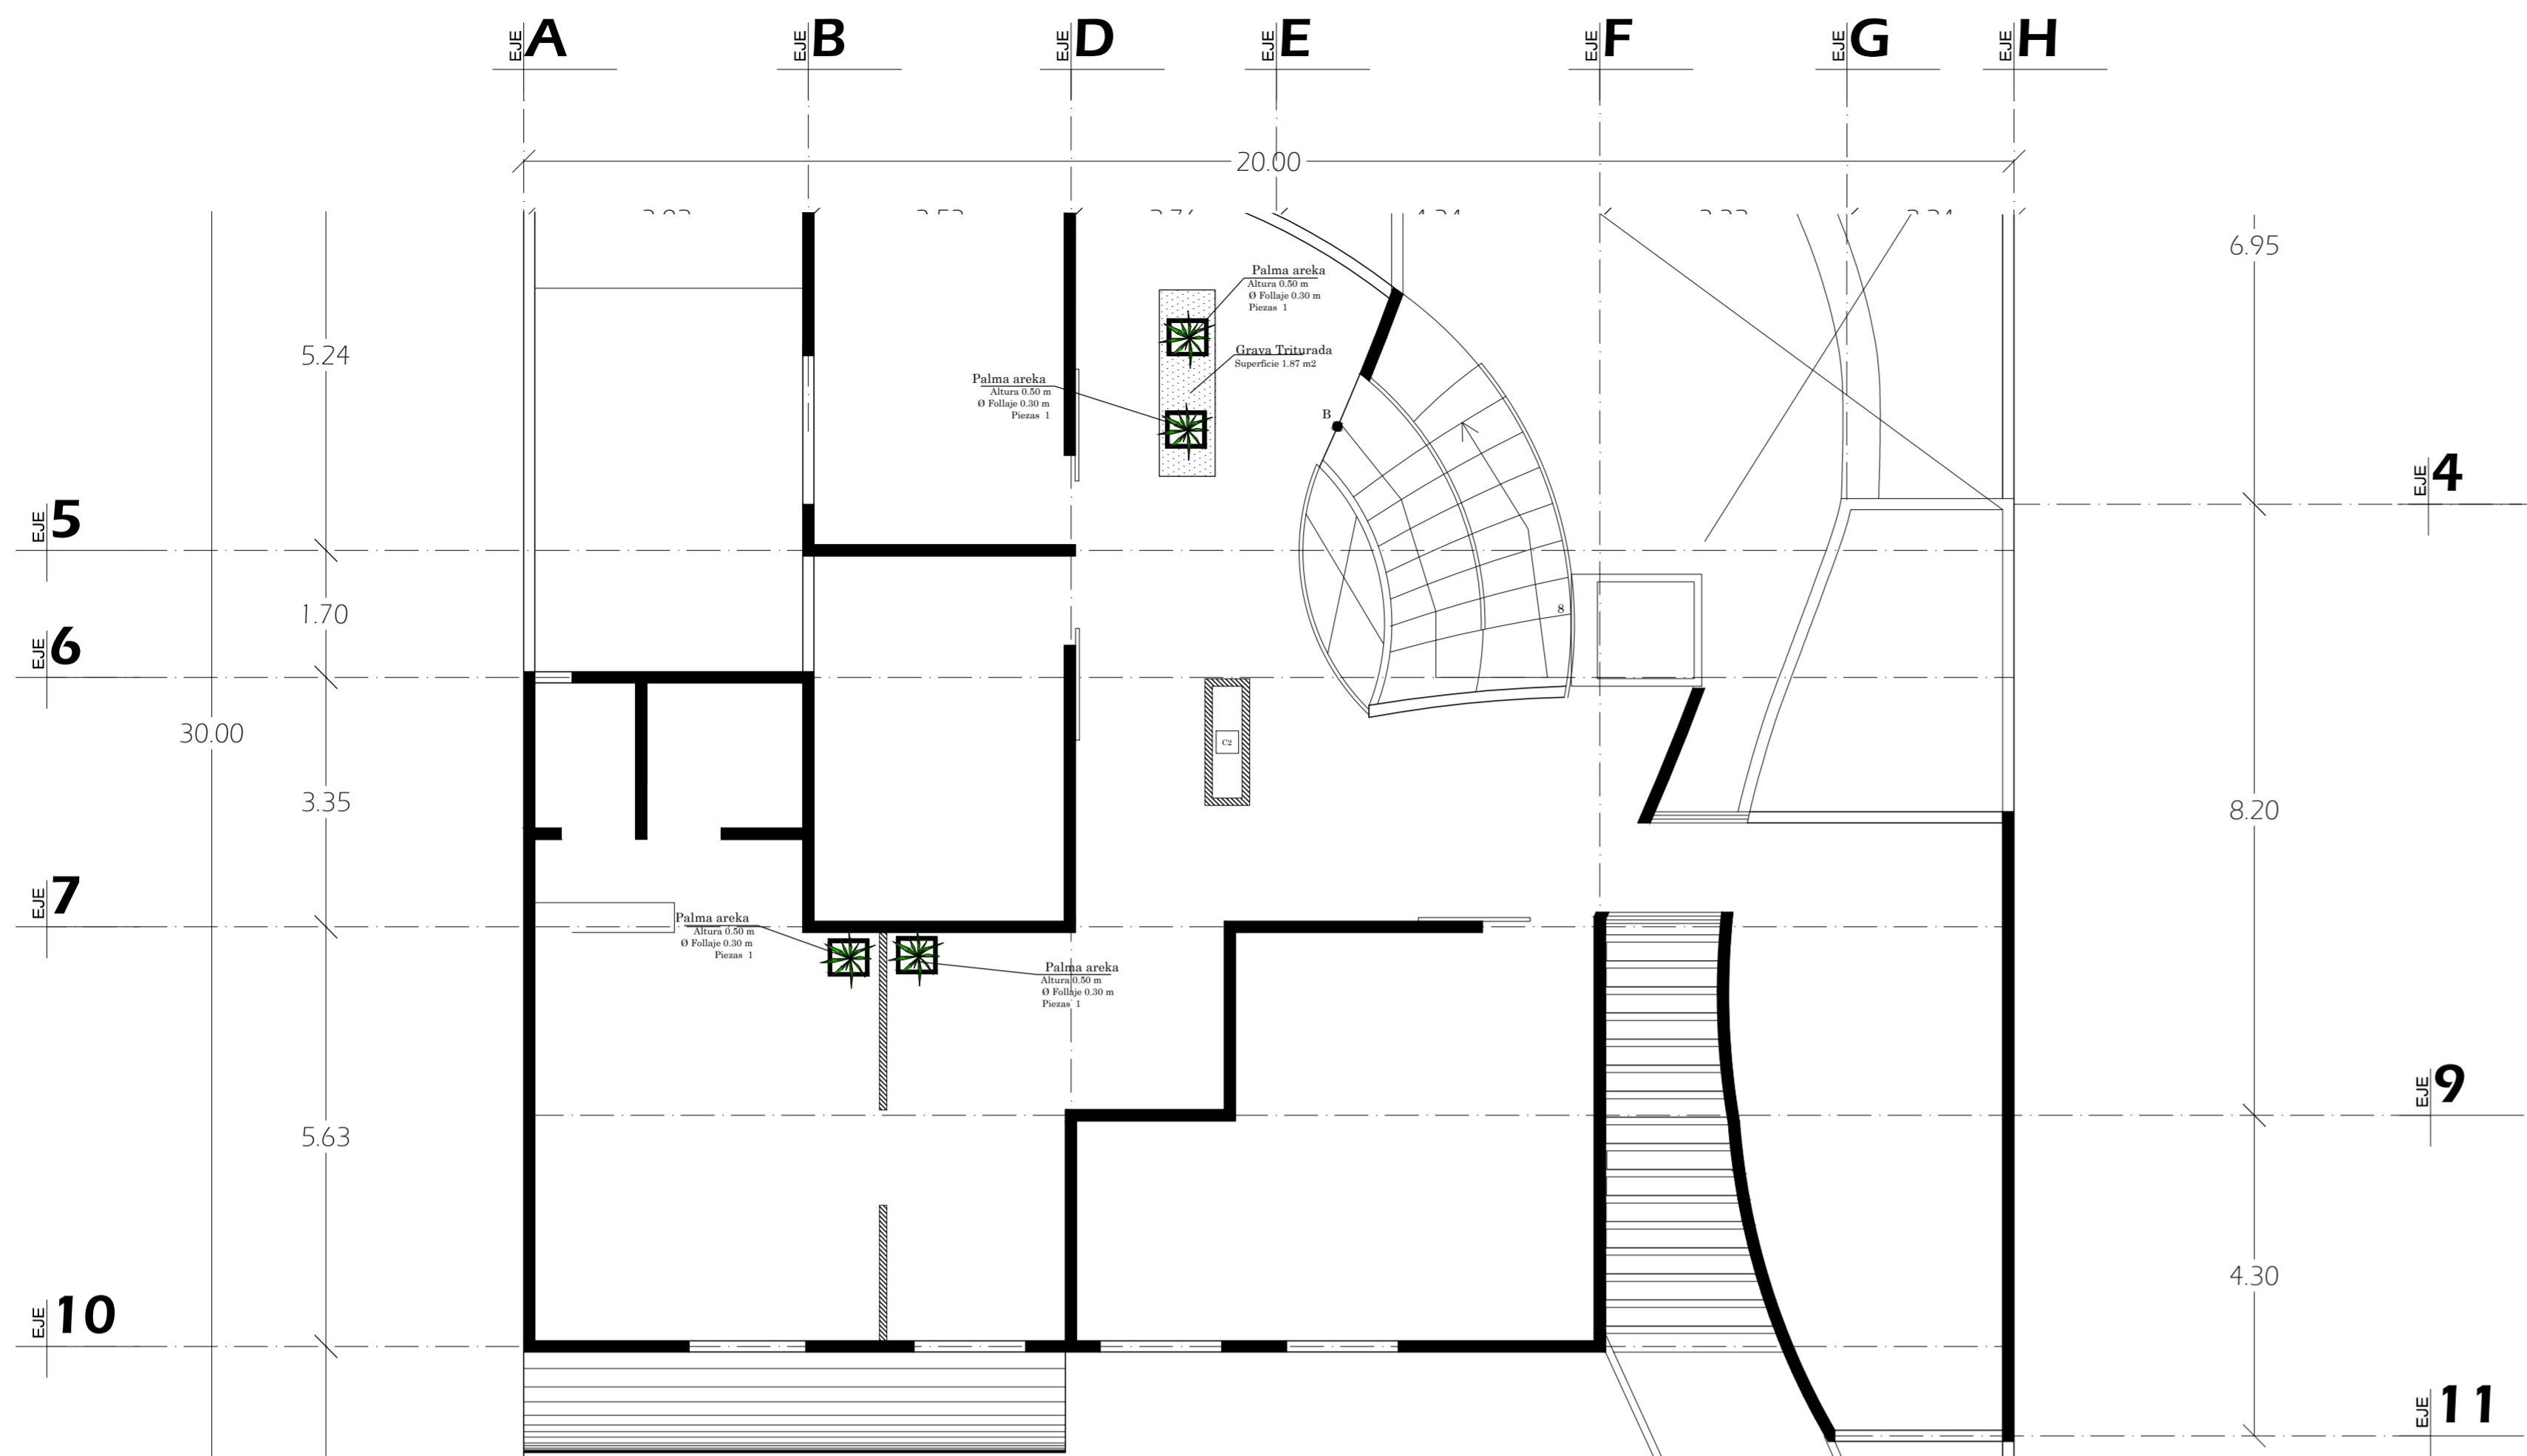 EJE A
EJE B
EJE D
EJE E
EJE F
EJE G
EJE H
20.00
6.95
5.24
Palma areka
Altura 0.50 m
Ø Follaje 0.30 m
Piezas 1
Grava Triturada
Superficie 1.87 m2
Palma areka
Altura 0.50 m
Ø Follaje 0.30 m
Piezas 1
B
EJE 4
EJE 5
1.70
8
EJE 6
30.00
C2
3.35
8.20
EJE 7
Palma areka
Altura 0.50 m
Ø Follaje 0.30 m
Piezas 1
Palma areka
Altura 0.50 m
Ø Follaje 0.30 m
Piezas 1
EJE 9
5.63
4.30
EJE 10
EJE 11